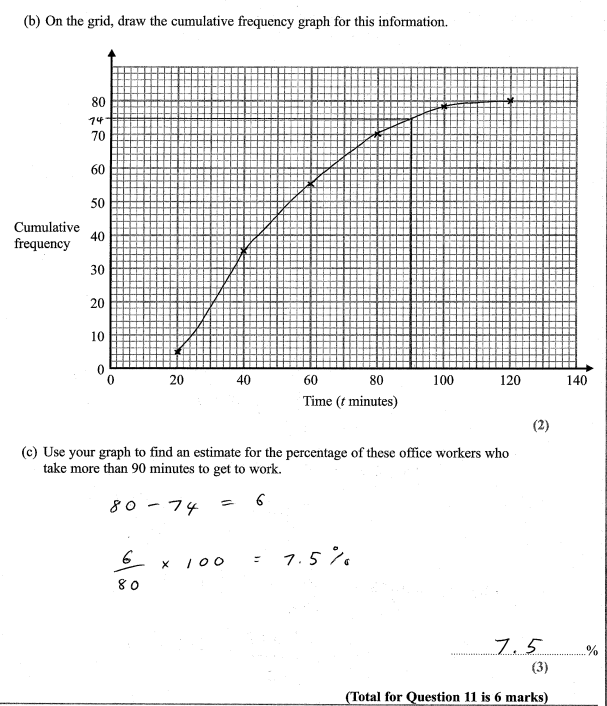 (b) On the grid, draw the cumulative frequency graph for this information.
80
74
70
60
50
Cumulative
frequency
40
30
20
10
0
0 20 40 60 80 100 120 140
Time (t minutes)
(2)
(c) Use your graph to find an estimate for the percentage of these office workers who
take more than 90 minutes to get to work.
80 - 74 = 6
6/80 × 100 = 7.5%
7.5 %
(3)
(Total for Question 11 is 6 marks)